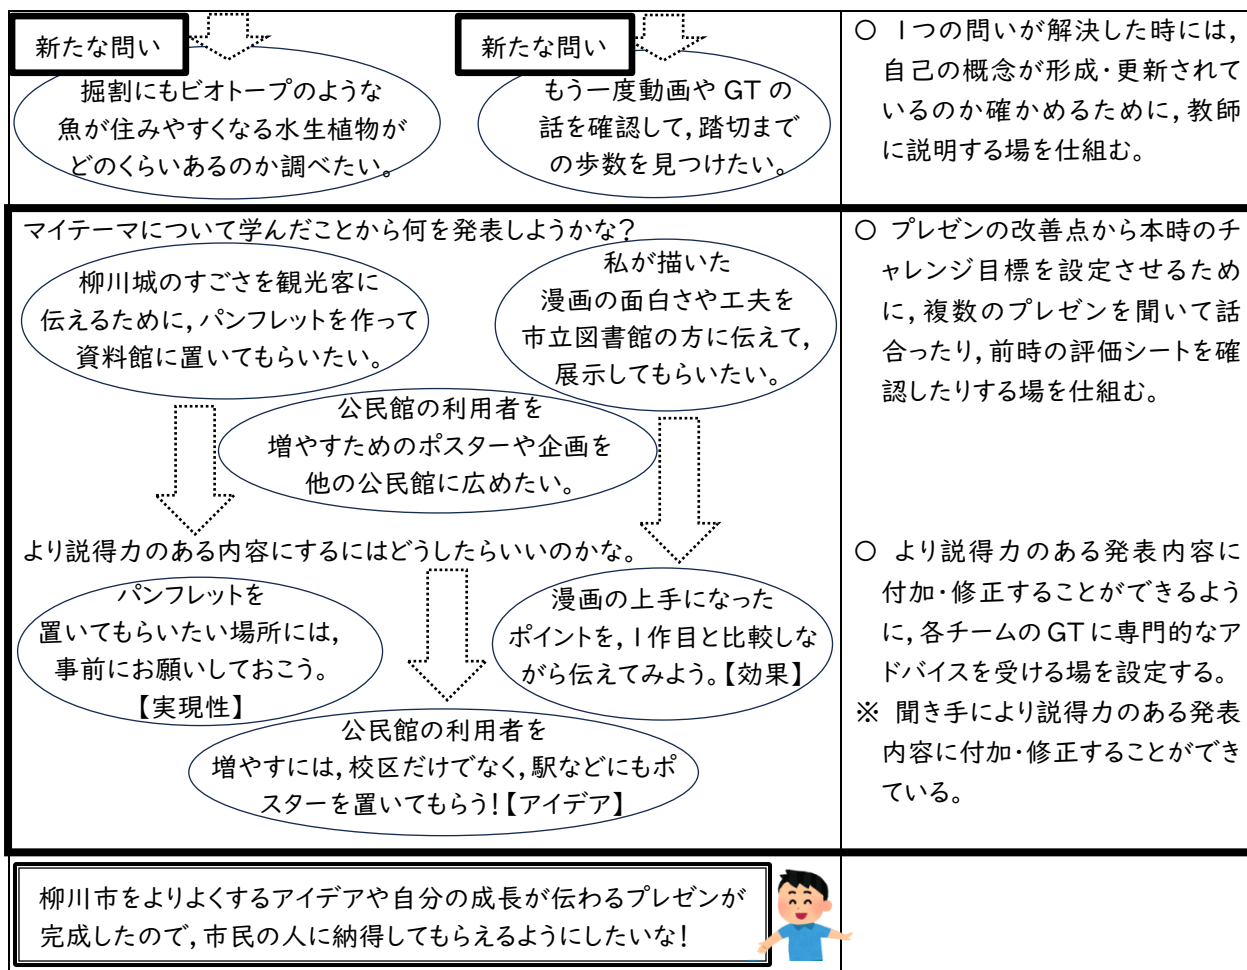 新たな問い
掘割にもビオトープのような
魚が住みやすくなる水生植物が
どのくらいあるのか調べたい。
新たな問い
もう一度動画や GT の
話を確認して,踏切まで
の歩数を見つけたい。
〇 1つの問いが解決した時には,
自己の概念が形成・更新されて
いるのか確かめるために,教師
に説明する場を仕組む。
マイテーマについて学んだことから何を発表しようかな?
柳川城のすごさを観光客に
伝えるために,パンフレットを作って
資料館に置いてもらいたい。
私が描いた
漫画の面白さや工夫を
市立図書館の方に伝えて,
展示してもらいたい。
公民館の利用者を
増やすためのポスターや企画を
他の公民館に広めたい。
〇 プレゼンの改善点から本時のチ
ャレンジ目標を設定させるため
に,複数のプレゼンを聞いて話
合ったり,前時の評価シートを確
認したりする場を仕組む。
より説得力のある内容にするにはどうしたらいいのかな。
パンフレットを
置いてもらいたい場所には,
事前にお願いしておこう。
【実現性】
漫画の上手になった
ポイントを,1作目と比較しな
がら伝えてみよう。【効果】
公民館の利用者を
増やすには,校区だけでなく,駅などにもポ
スターを置いてもらう!【アイデア】
〇 より説得力のある発表内容に
付加・修正することができるよう
に,各チームのGTに専門的なア
ドバイスを受ける場を設定する。
※ 聞き手により説得力のある発表
内容に付加・修正することができ
ている。
柳川市をよりよくするアイデアや自分の成長が伝わるプレゼンが
完成したので,市民の人に納得してもらえるようにしたいな!